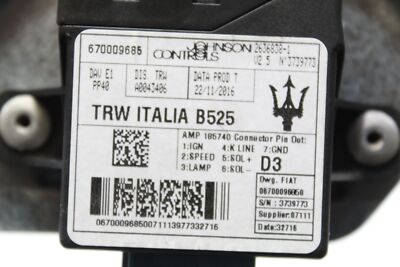 670009685 JOHNSON CONTROLS 2636838-1
V2 5 N°3739773
DAV E1 DIS. TRW DATA PROD T
PP40 A0043406 22/11/2016
TRW ITALIA B525
AMP 185740 Connector Pin Out:
1:IGN 4:K LINE 7:GND
2:SPEED 5:SOL+ D3
3:LAMP 6:SOL-
Dwg. FIAT
06700096850
S/N : 3739773
Supplier:07111
Date:32716
0670009685007111397732716